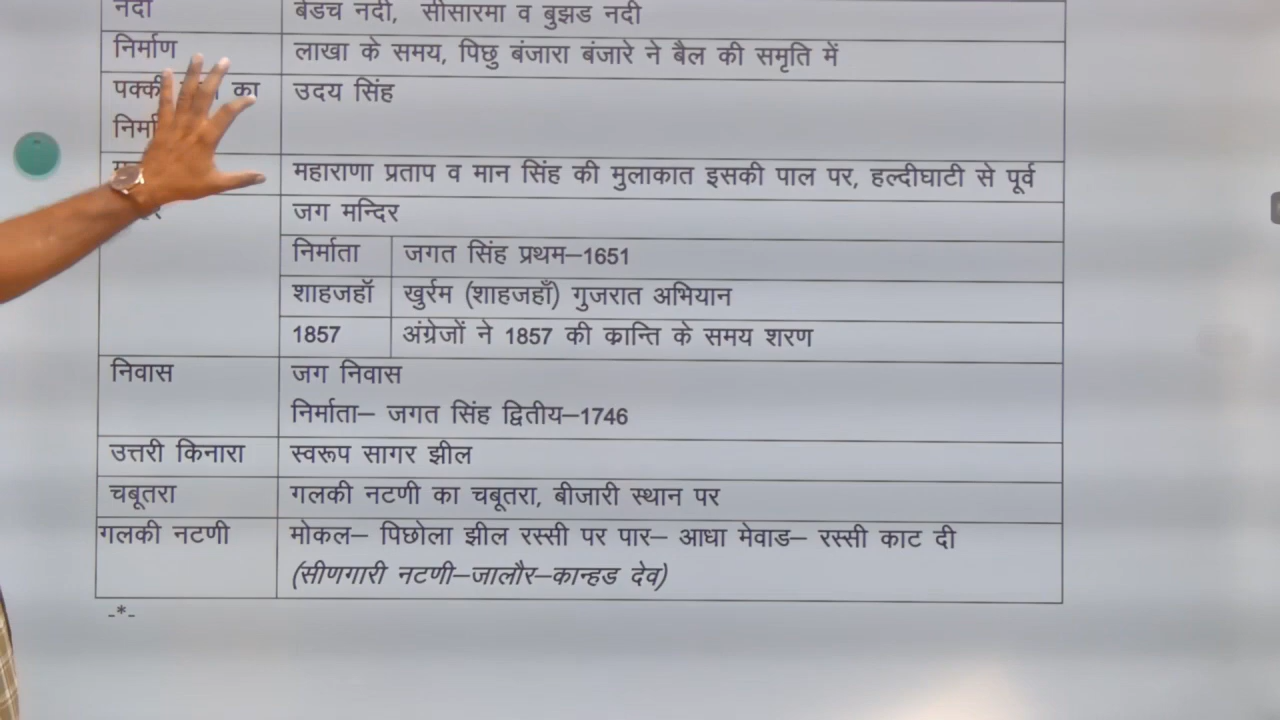 नदी बेडच नदी, सीसारमा व बुझड नदी
निर्माण लाखा के समय, पिछु बंजारा बंजारे ने बैल की समृति में
पक्की का उदय सिंह
महाराणा प्रताप व मान सिंह की मुलाकात इसकी पाल पर, हल्दीघाटी से पूर्व
जग मन्दिर
निर्माता जगत सिंह प्रथम–1651
शाहजहॉ खुर्रम (शाहजहाँ) गुजरात अभियान
1857 अंग्रेजों ने 1857 की क्रान्ति के समय शरण
निवास जग निवास
निर्माता– जगत सिंह द्वितीय–1746
उत्तरी किनारा स्वरूप सागर झील
चबूतरा गलकी नटणी का चबूतरा, बीजारी स्थान पर
गलकी नटणी मोकल– पिछोला झील रस्सी पर पार– आधा मेवाड– रस्सी काट दी
(सीणगारी नटणी–जालौर–कान्हड देव)
-*-